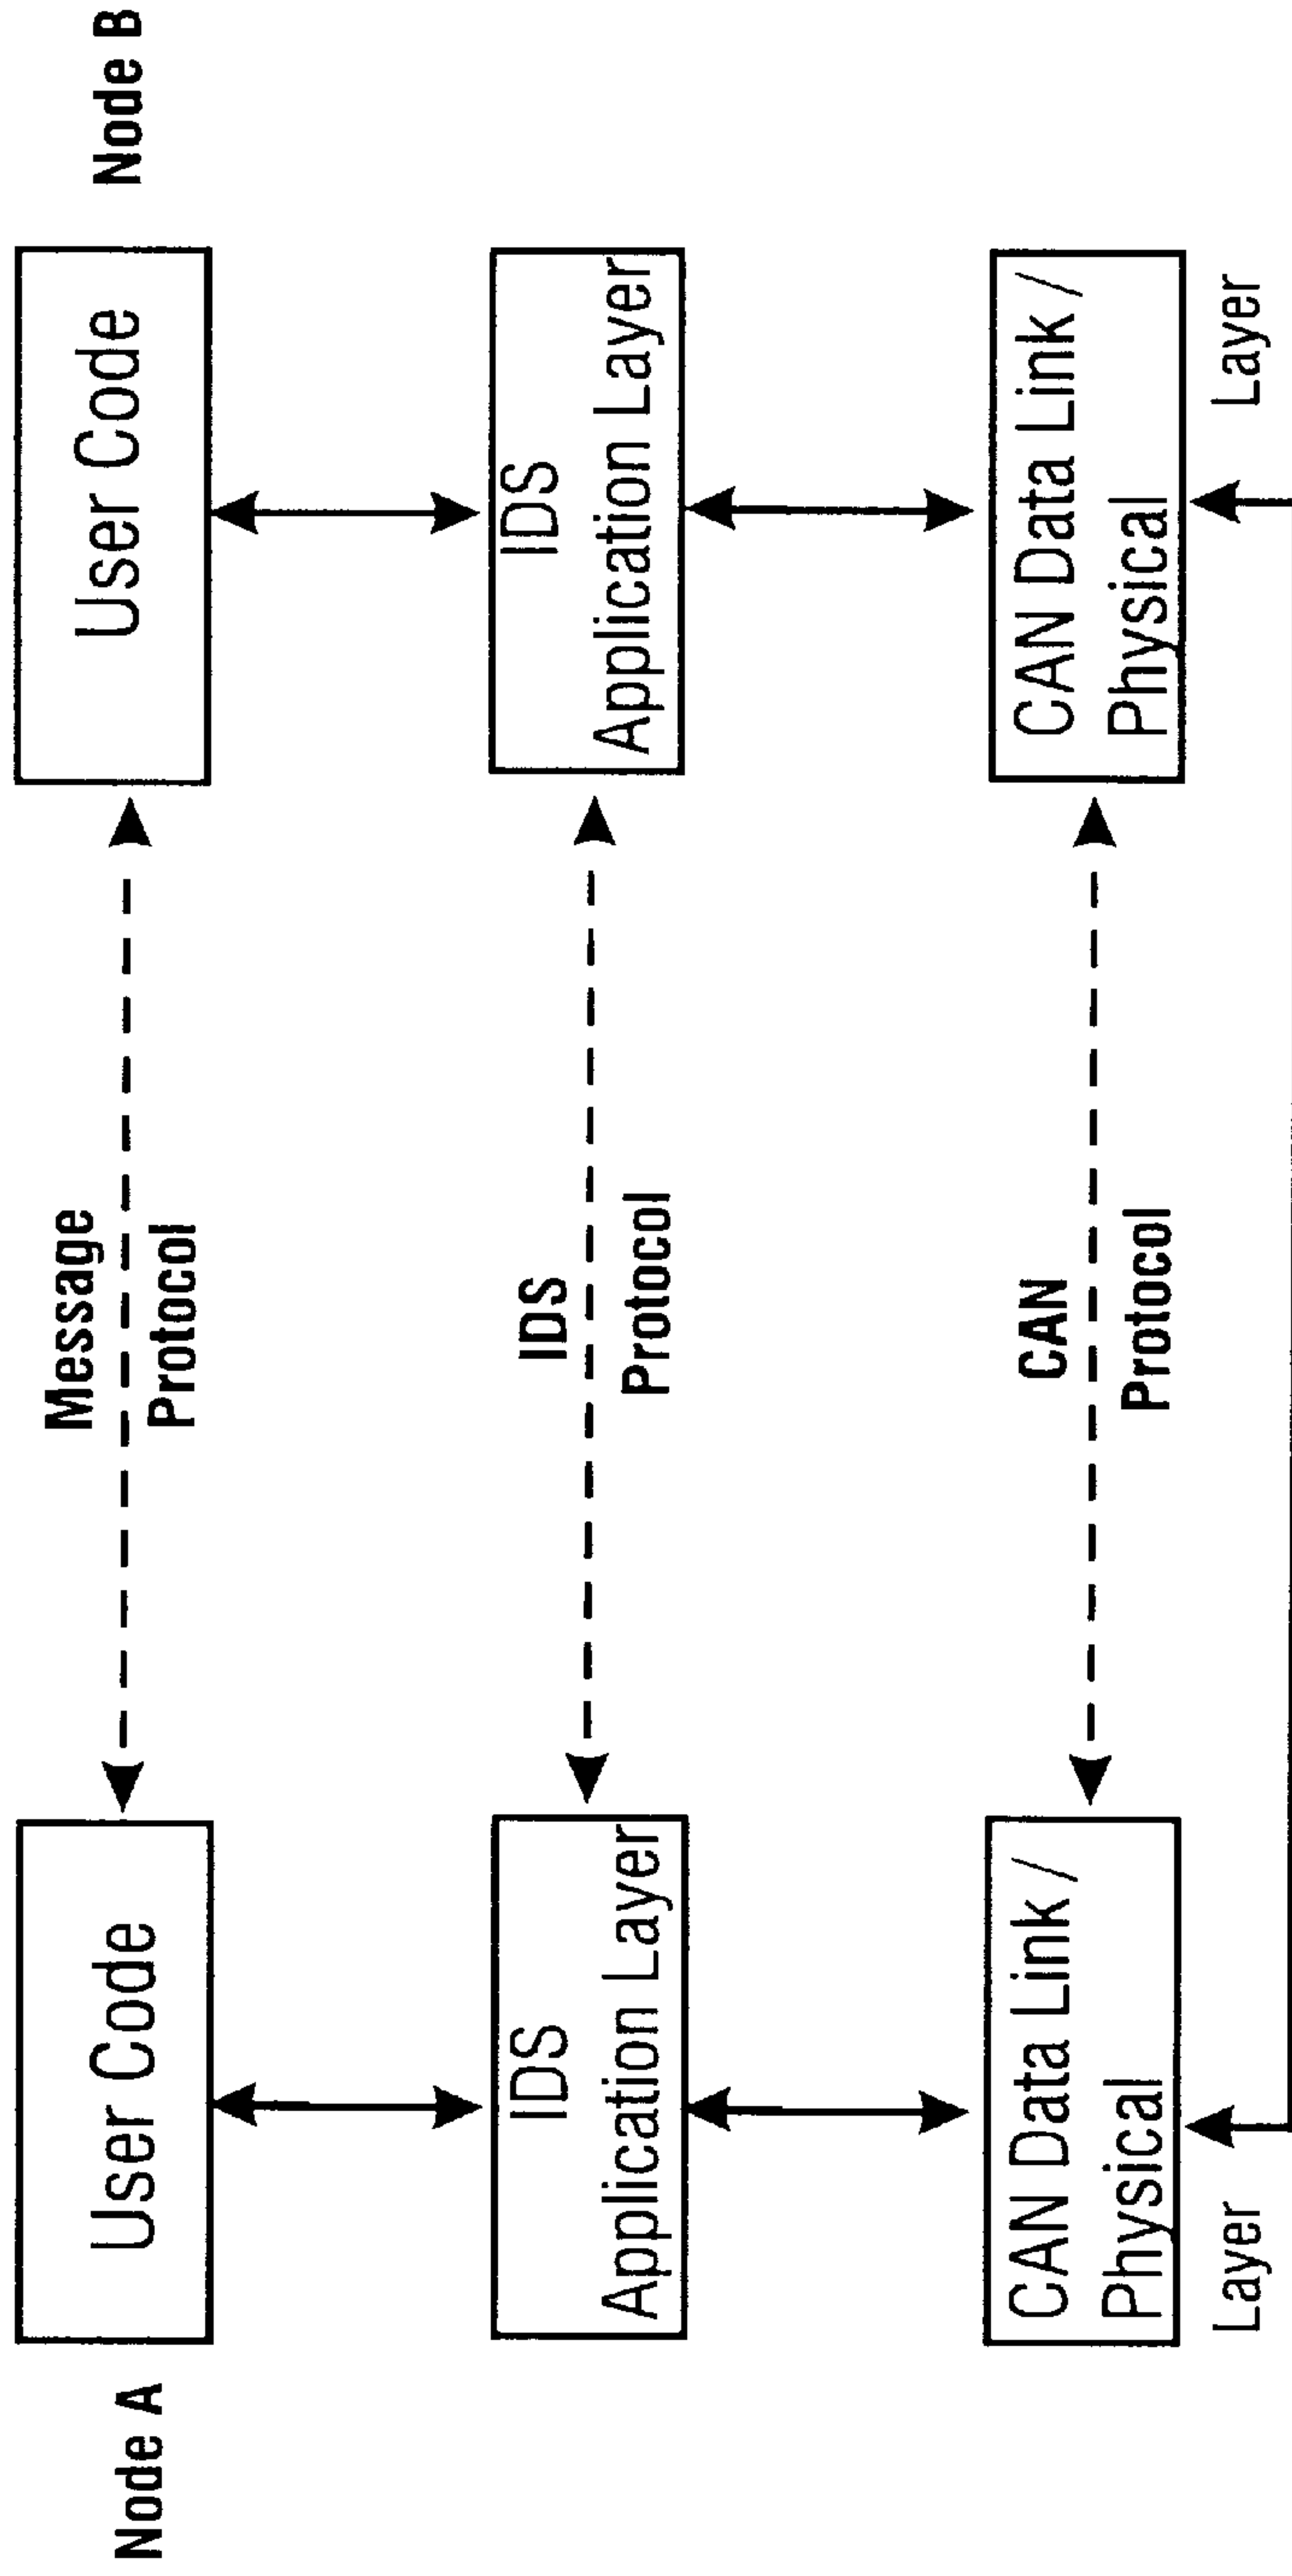 Node A
User Code
Message
Protocol
User Code
Node B
IDS
Application Layer
IDS
Protocol
IDS
Application Layer
CAN Data Link /
Physical
Layer
CAN
Protocol
CAN Data Link /
Physical
Layer